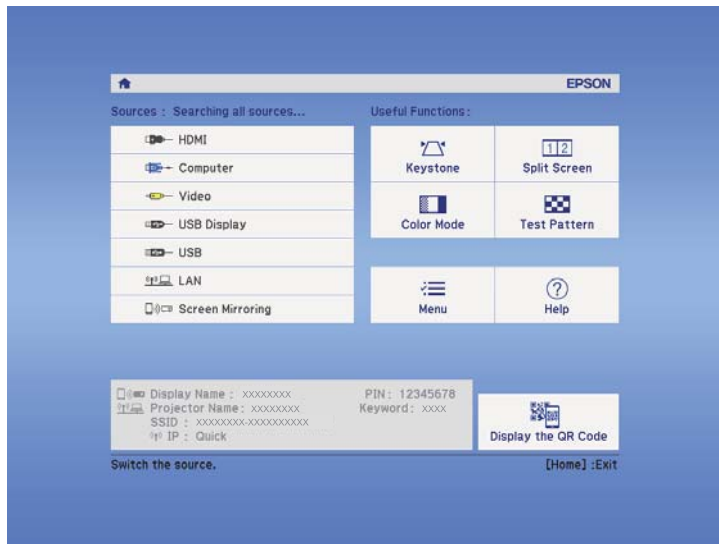 EPSON
Sources : Searching all sources...
Useful Functions :
HDMI
Computer
Video
USB Display
USB
LAN
Screen Mirroring
Keystone
1 2
Split Screen
Color Mode
Test Pattern
Menu
?
Help
Display Name : xxxxxxxx
PIN : 12345678
Projector Name : xxxxxxxx
Keyword : xxxx
SSID : xxxxxxxx-xxxxxxxxxx
IP : Quick
Display the QR Code
Switch the source.
[Home] :Exit